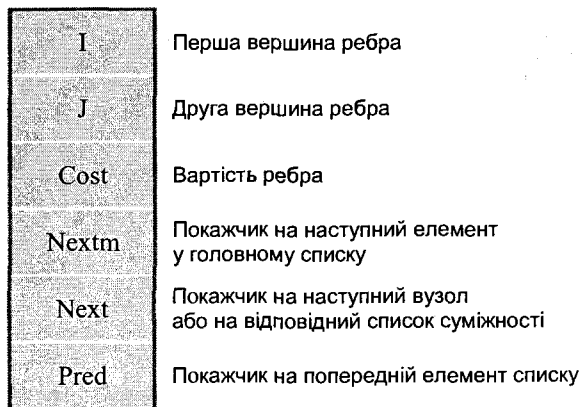 I Перша вершина ребра
J Друга вершина ребра
Cost Вартість ребра
Nextm Покажчик на наступний елемент
у головному списку
Next Покажчик на наступний вузол
або на відповідний список суміжності
Pred Покажчик на попередній елемент списку